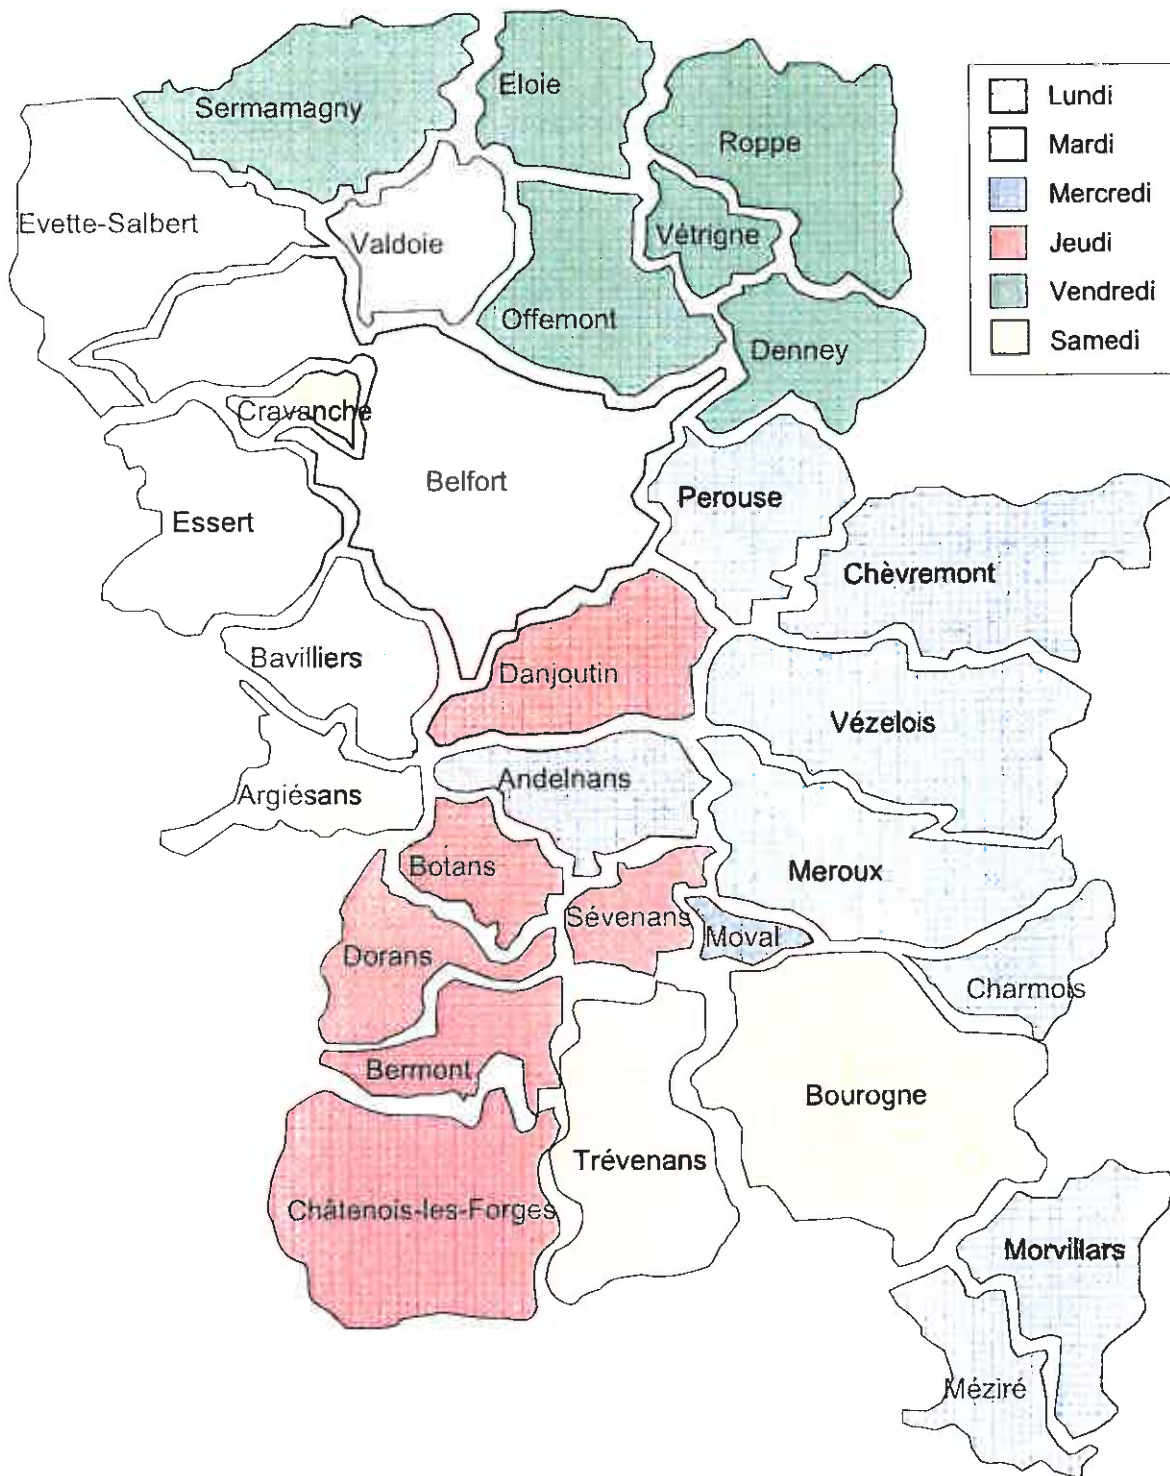 Sermamagny
Eloie
Roppe
Evette-Salbert
Valdoie
Vétrigne
Offemont
Denney
Cravanche
Belfort
Essert
Perouse
Chèvremont
Bavilliers
Danjoutin
Vézelois
Argiésans
Andelnans
Botans
Meroux
Sévenans
Moval
Dorans
Charmois
Bermont
Bourogne
Trévenans
Châtenois-les-Forges
Morvillars
Méziré
Lundi
Mardi
Mercredi
Jeudi
Vendredi
Samedi